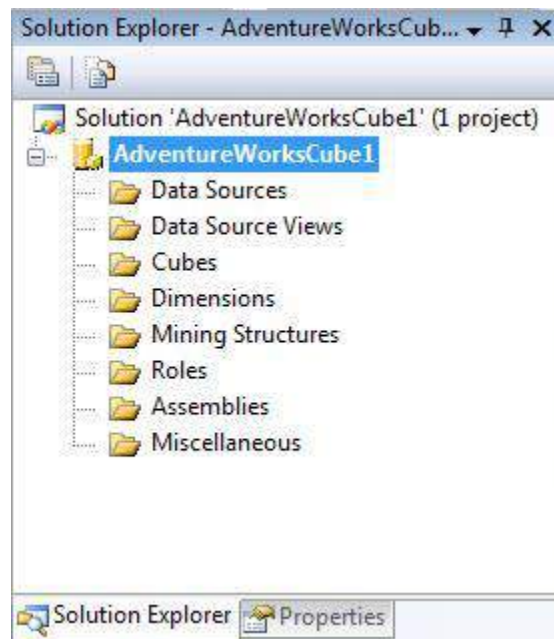 Solution Explorer - AdventureWorksCub...
Solution 'AdventureWorksCube1' (1 project)
AdventureWorksCube1
Data Sources
Data Source Views
Cubes
Dimensions
Mining Structures
Roles
Assemblies
Miscellaneous
Solution Explorer Properties